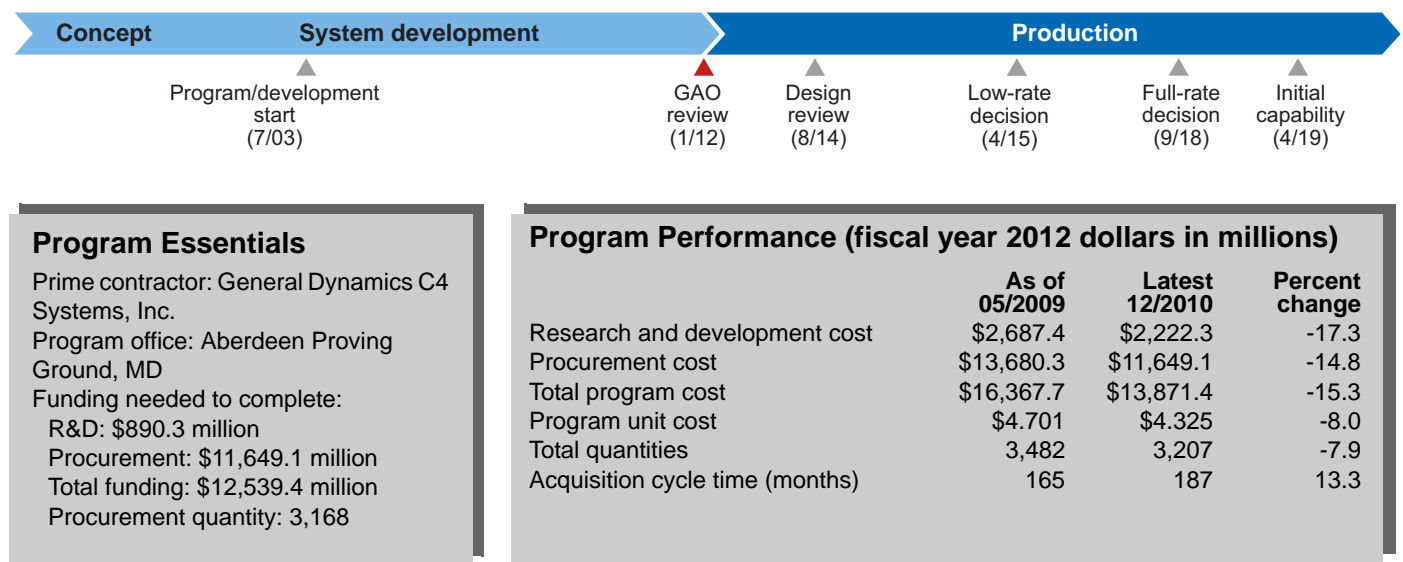 Concept System development Production
Program/development
start
(7/03)
GAO
review
(1/12)
Design
review
(8/14)
Low-rate
decision
(4/15)
Full-rate
decision
(9/18)
Initial
capability
(4/19)
Program Essentials
Prime contractor: General Dynamics C4
Systems, Inc.
Program office: Aberdeen Proving
Ground, MD
Funding needed to complete:
R&D: $890.3 million
Procurement: $11,649.1 million
Total funding: $12,539.4 million
Procurement quantity: 3,168
Program Performance (fiscal year 2012 dollars in millions)
As of Latest Percent
05/2009 12/2010 change
Research and development cost $2,687.4 $2,222.3 -17.3
Procurement cost $13,680.3 $11,649.1 -14.8
Total program cost $16,367.7 $13,871.4 -15.3
Program unit cost $4.701 $4.325 -8.0
Total quantities 3,482 3,207 -7.9
Acquisition cycle time (months) 165 187 13.3